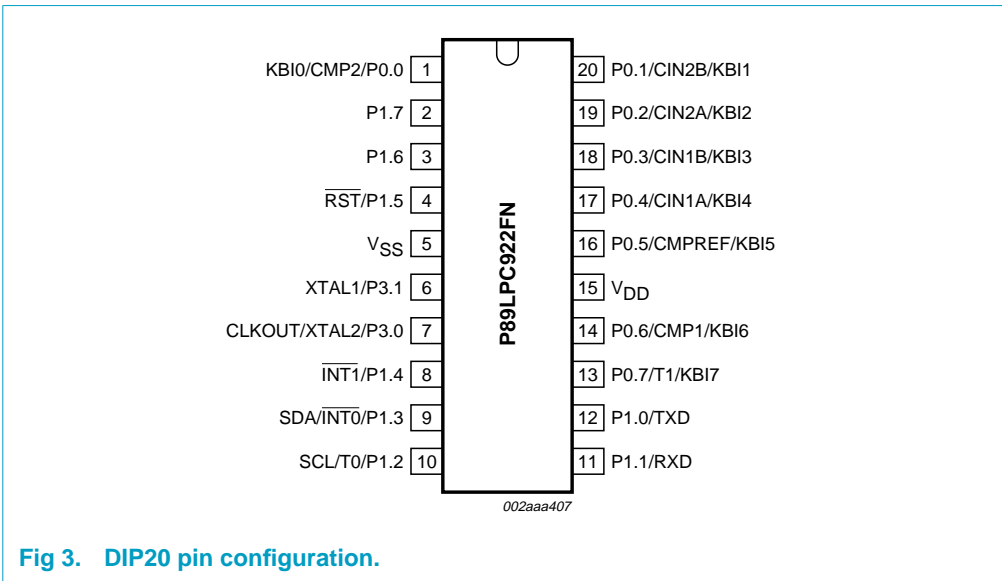 KBI0/CMP2/P0.0 1
P1.7 2
P1.6 3
R̅S̅T̅/P1.5 4
VSS 5
XTAL1/P3.1 6
CLKOUT/XTAL2/P3.0 7
I̅N̅T̅1̅/P1.4 8
SDA/I̅N̅T̅0̅/P1.3 9
SCL/T0/P1.2 10
P89LPC922FN
20 P0.1/CIN2B/KBI1
19 P0.2/CIN2A/KBI2
18 P0.3/CIN1B/KBI3
17 P0.4/CIN1A/KBI4
16 P0.5/CMPREF/KBI5
15 VDD
14 P0.6/CMP1/KBI6
13 P0.7/T1/KBI7
12 P1.0/TXD
11 P1.1/RXD
002aaa407
Fig 3. DIP20 pin configuration.